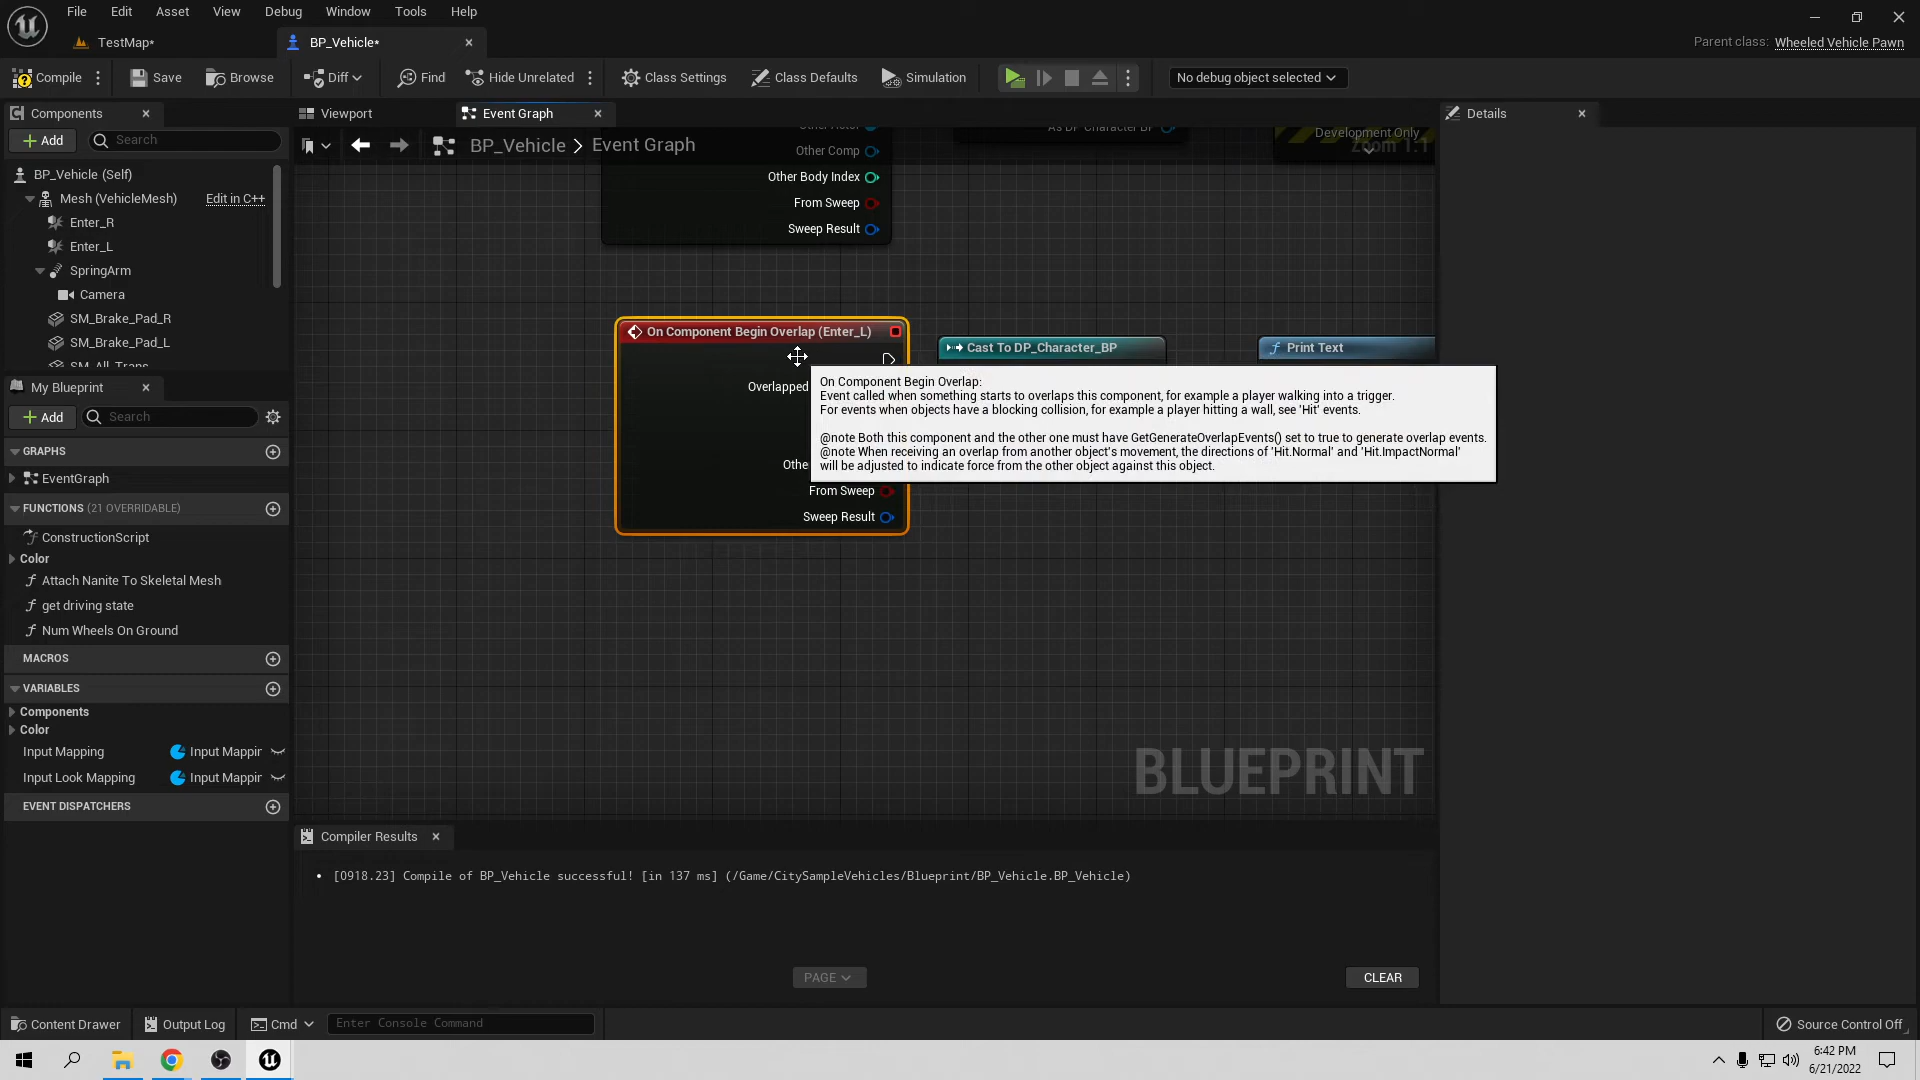 File Edit Asset View Debug Window Tools Help
TestMap*
BP_Vehicle*
Parent class: Wheeled Vehicle Pawn
Compile Save Browse Diff Find Hide Unrelated Class Settings Class Defaults Simulation No debug object selected
Components
Viewport
Event Graph
Details
Add Search
BP_Vehicle > Event Graph
Zoom 1:1
Other Actor
As DP Character BP
Development Only
Other Comp
Other Body Index
From Sweep
Sweep Result
BP_Vehicle (Self)
Mesh (VehicleMesh) Edit in C++
Enter_R
Enter_L
SpringArm
Camera
SM_Brake_Pad_R
SM_Brake_Pad_L
My Blueprint
Add Search
GRAPHS
EventGraph
FUNCTIONS (21 OVERRIDABLE)
ConstructionScript
Color
Attach Nanite To Skeletal Mesh
get driving state
Num Wheels On Ground
MACROS
VARIABLES
Components
Color
Input Mapping Input Mappir
Input Look Mapping Input Mappir
EVENT DISPATCHERS
On Component Begin Overlap (Enter_L)
Overlapped
Othe
From Sweep
Sweep Result
Cast To DP_Character_BP
Print Text
On Component Begin Overlap:
Event called when something starts to overlaps this component, for example a player walking into a trigger.
For events when objects have a blocking collision, for example a player hitting a wall, see 'Hit' events.
@note Both this component and the other one must have GetGenerateOverlapEvents() set to true to generate overlap events.
@note When receiving an overlap from another object's movement, the directions of 'Hit.Normal' and 'Hit.ImpactNormal'
will be adjusted to indicate force from the other object against this object.
BLUEPRINT
Compiler Results
[0918.23] Compile of BP_Vehicle successful! [in 137 ms] (/Game/CitySampleVehicles/Blueprint/BP_Vehicle.BP_Vehicle)
PAGE
CLEAR
Content Drawer Output Log Cmd Enter Console Command
Source Control Off
6:42 PM
6/21/2022